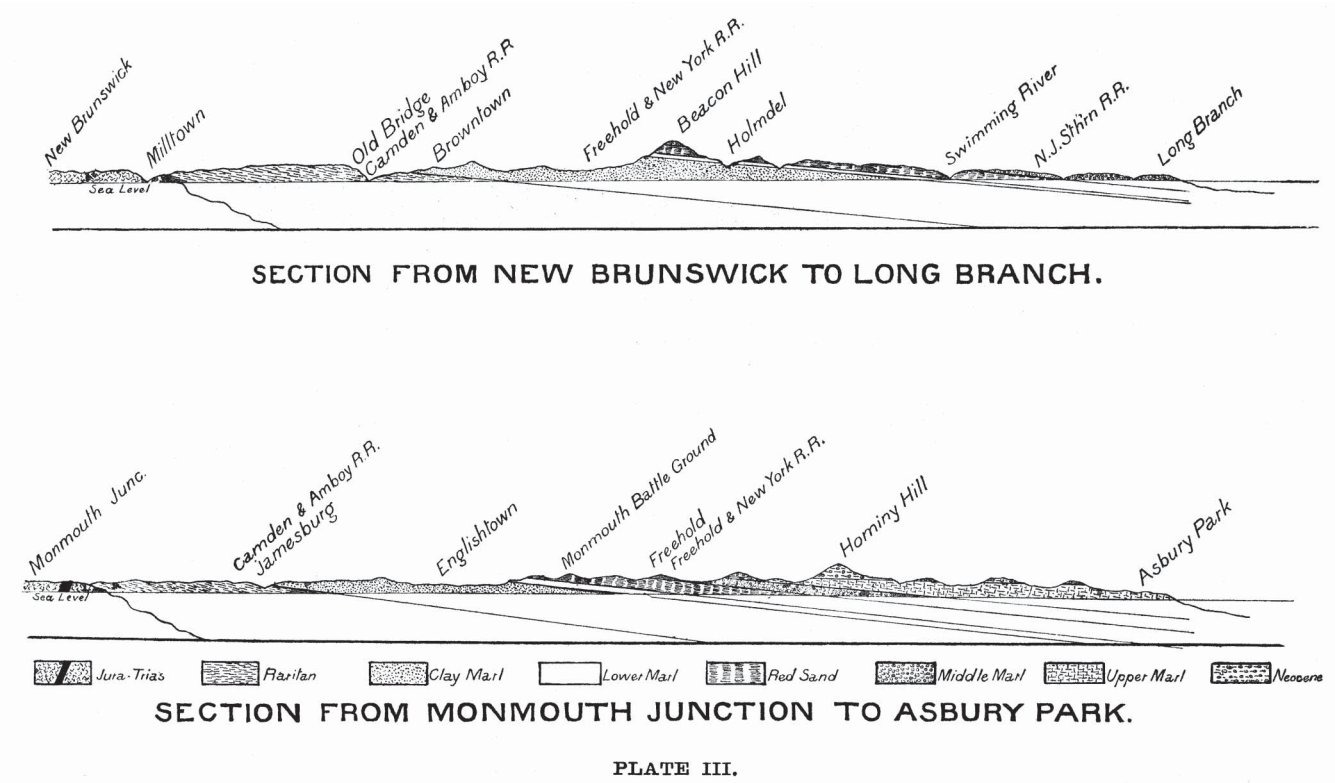 New Brunswick
Milltown
Old Bridge
Camden & Amboy R.R
Browntown
Freehold & New York R.R.
Beacon Hill
Holmdel
Swimming River
N.J. Sth'rn R.R.
Long Branch
Sea Level
SECTION FROM NEW BRUNSWICK TO LONG BRANCH.
Monmouth Junc.
Camden & Amboy R.R.
Jamesburg
Englishtown
Monmouth Battle Ground
Freehold
Freehold & New York R.R.
Hominy Hill
Asbury Park
Sea Level
Jura-Trias
Raritan
Clay Marl
Lower Marl
Red Sand
Middle Marl
Upper Marl
Neocene
SECTION FROM MONMOUTH JUNCTION TO ASBURY PARK.
PLATE III.